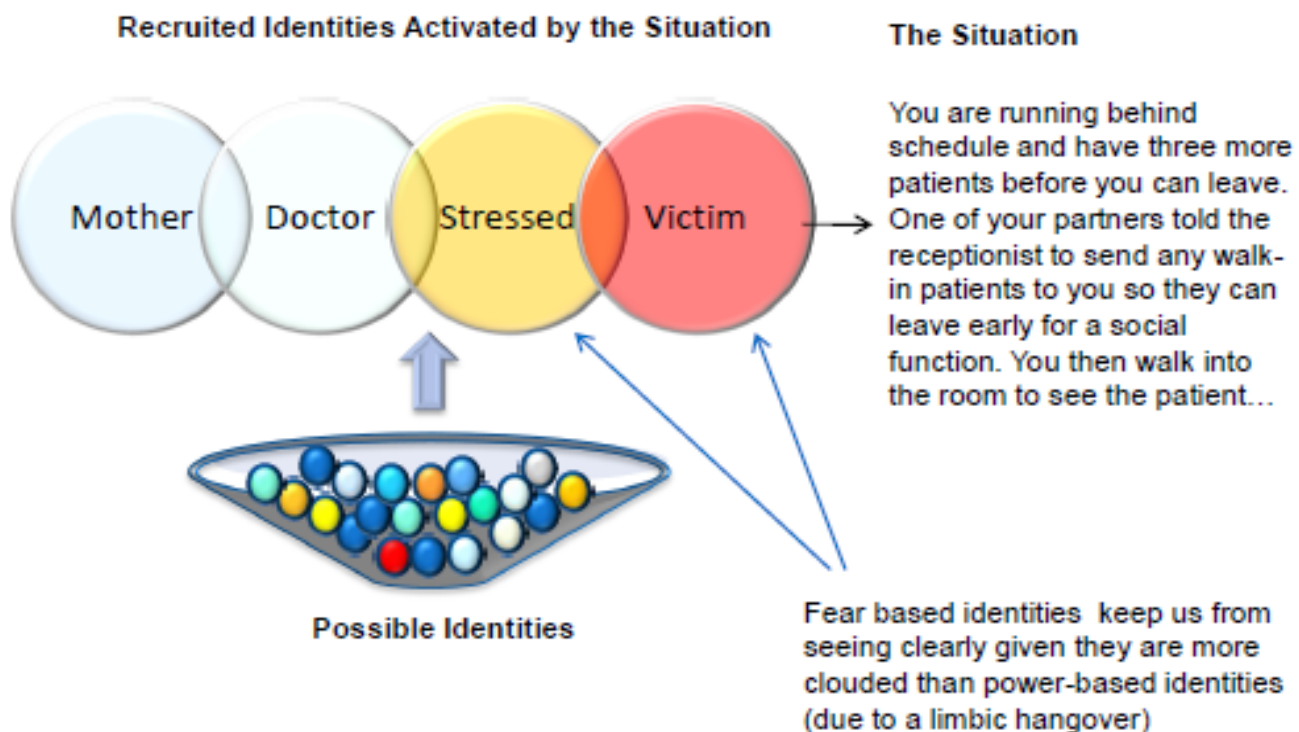 Recruited Identities Activated by the Situation
The Situation
Mother
Doctor
Stressed
Victim
You are running behind
schedule and have three more
patients before you can leave.
One of your partners told the
receptionist to send any walk-
in patients to you so they can
leave early for a social
function. You then walk into
the room to see the patient…
Possible Identities
Fear based identities  keep us from
seeing clearly given they are more
clouded than power-based identities
(due to a limbic hangover)